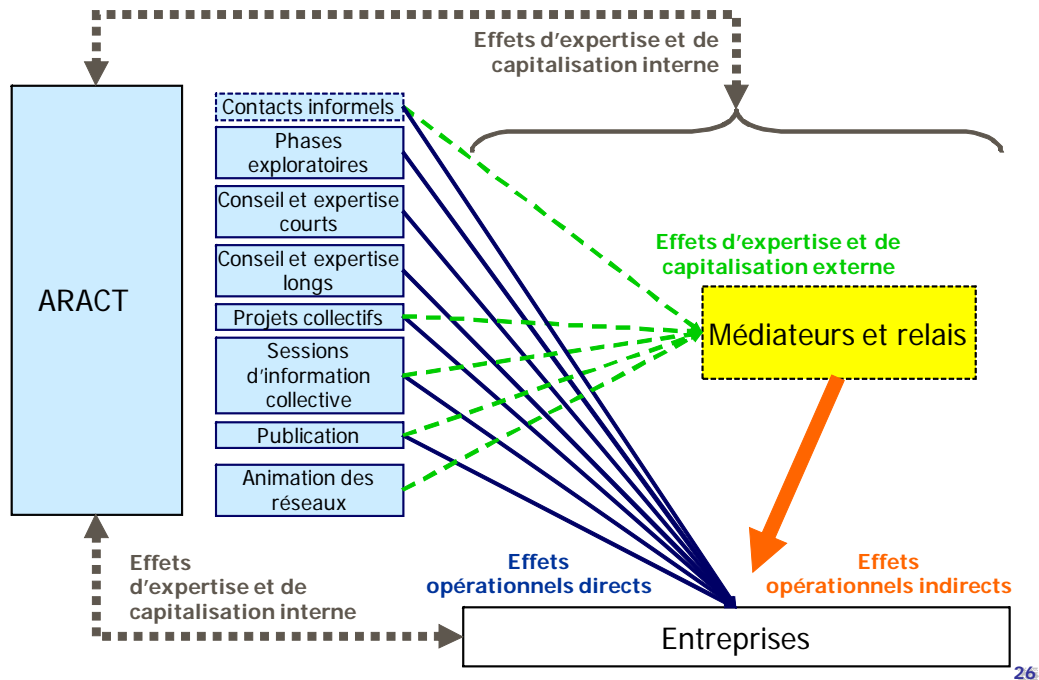 Effets d'expertise et de
capitalisation interne
ARACT
Contacts informels
Phases
exploratoires
Conseil et expertise
courts
Conseil et expertise
longs
Projets collectifs
Sessions
d'information
collective
Publication
Animation des
réseaux
Effets d'expertise et de
capitalisation externe
Médiateurs et relais
Effets
d'expertise et de
capitalisation interne
Effets
opérationnels directs
Effets
opérationnels indirects
Entreprises
26